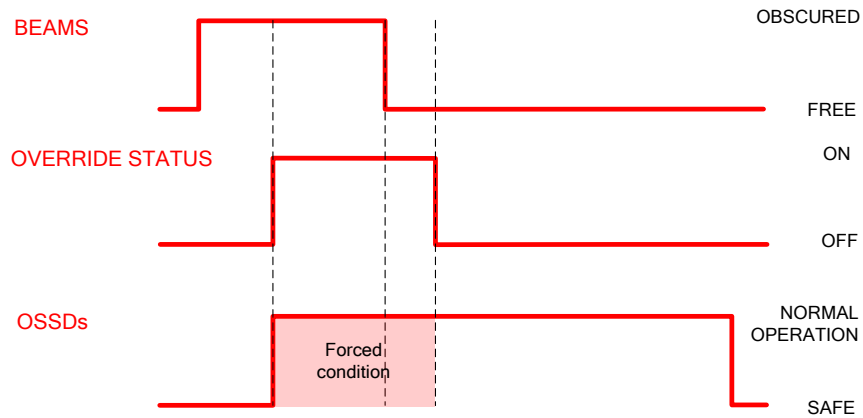 BEAMS
OBSCURED
FREE
OVERRIDE STATUS
ON
OFF
OSSDs
NORMAL
OPERATION
Forced
condition
SAFE